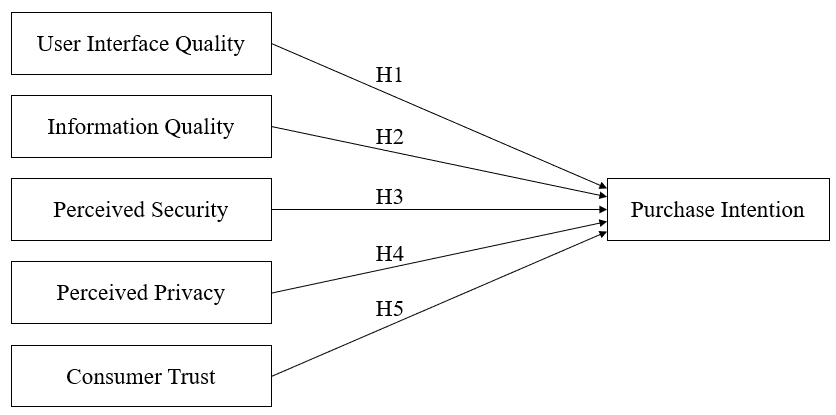 User Interface Quality
H1
Information Quality
H2
Perceived Security
H3
Purchase Intention
Perceived Privacy
H4
Consumer Trust
H5